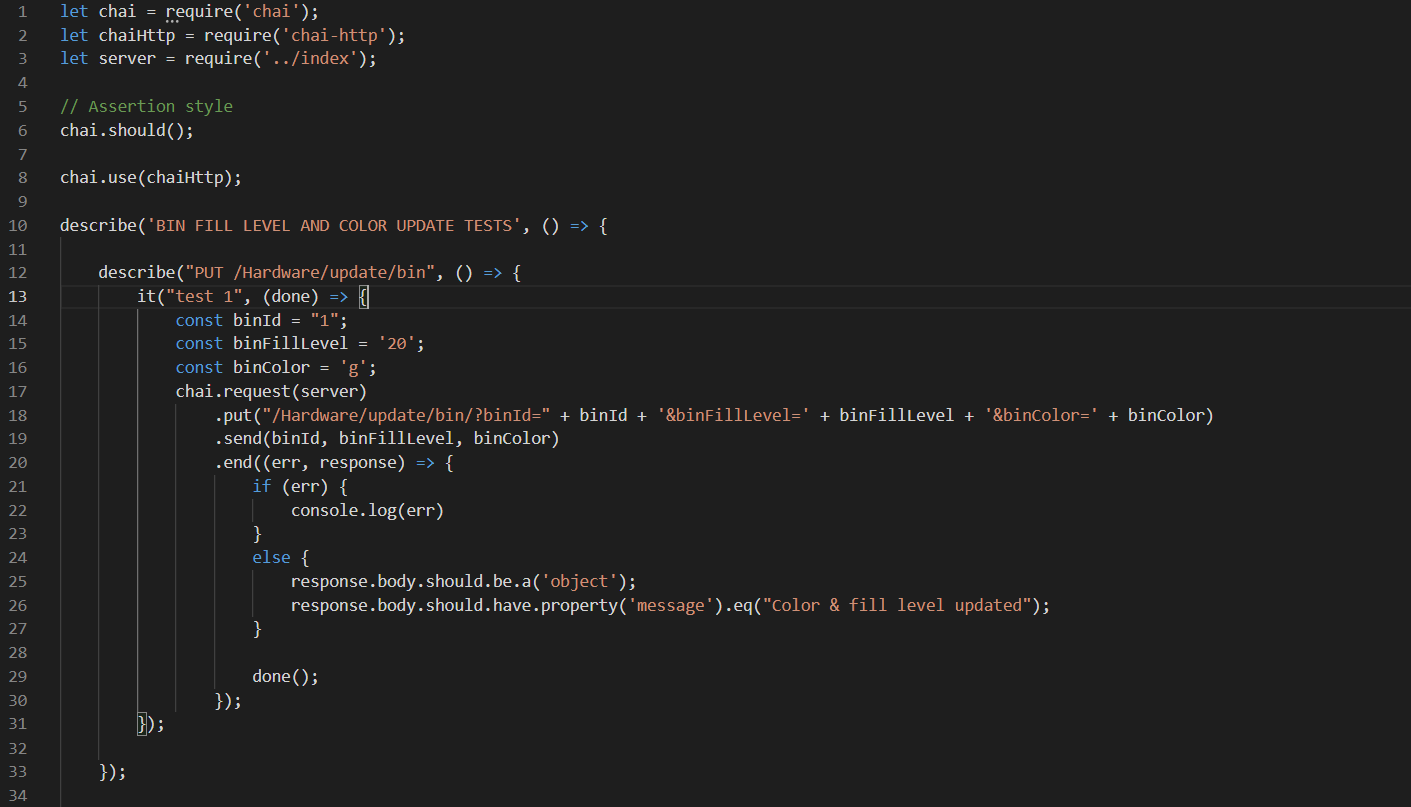 1 let chai = require('chai');
2 let chaiHttp = require('chai-http');
3 let server = require('../index');
4
5 // Assertion style
6 chai.should();
7
8 chai.use(chaiHttp);
9
10 describe('BIN FILL LEVEL AND COLOR UPDATE TESTS', () => {
11
12     describe("PUT /Hardware/update/bin", () => {
13         it("test 1", (done) => {
14             const binId = "1";
15             const binFillLevel = '20';
16             const binColor = 'g';
17             chai.request(server)
18                 .put("/Hardware/update/bin/?binId=" + binId + '&binFillLevel=' + binFillLevel + '&binColor=' + binColor)
19                 .send(binId, binFillLevel, binColor)
20                 .end((err, response) => {
21                     if (err) {
22                         console.log(err)
23                     }
24                     else {
25                         response.body.should.be.a('object');
26                         response.body.should.have.property('message').eq("Color & fill level updated");
27                     }
28
29                     done();
30                 });
31         });
32
33     });
34